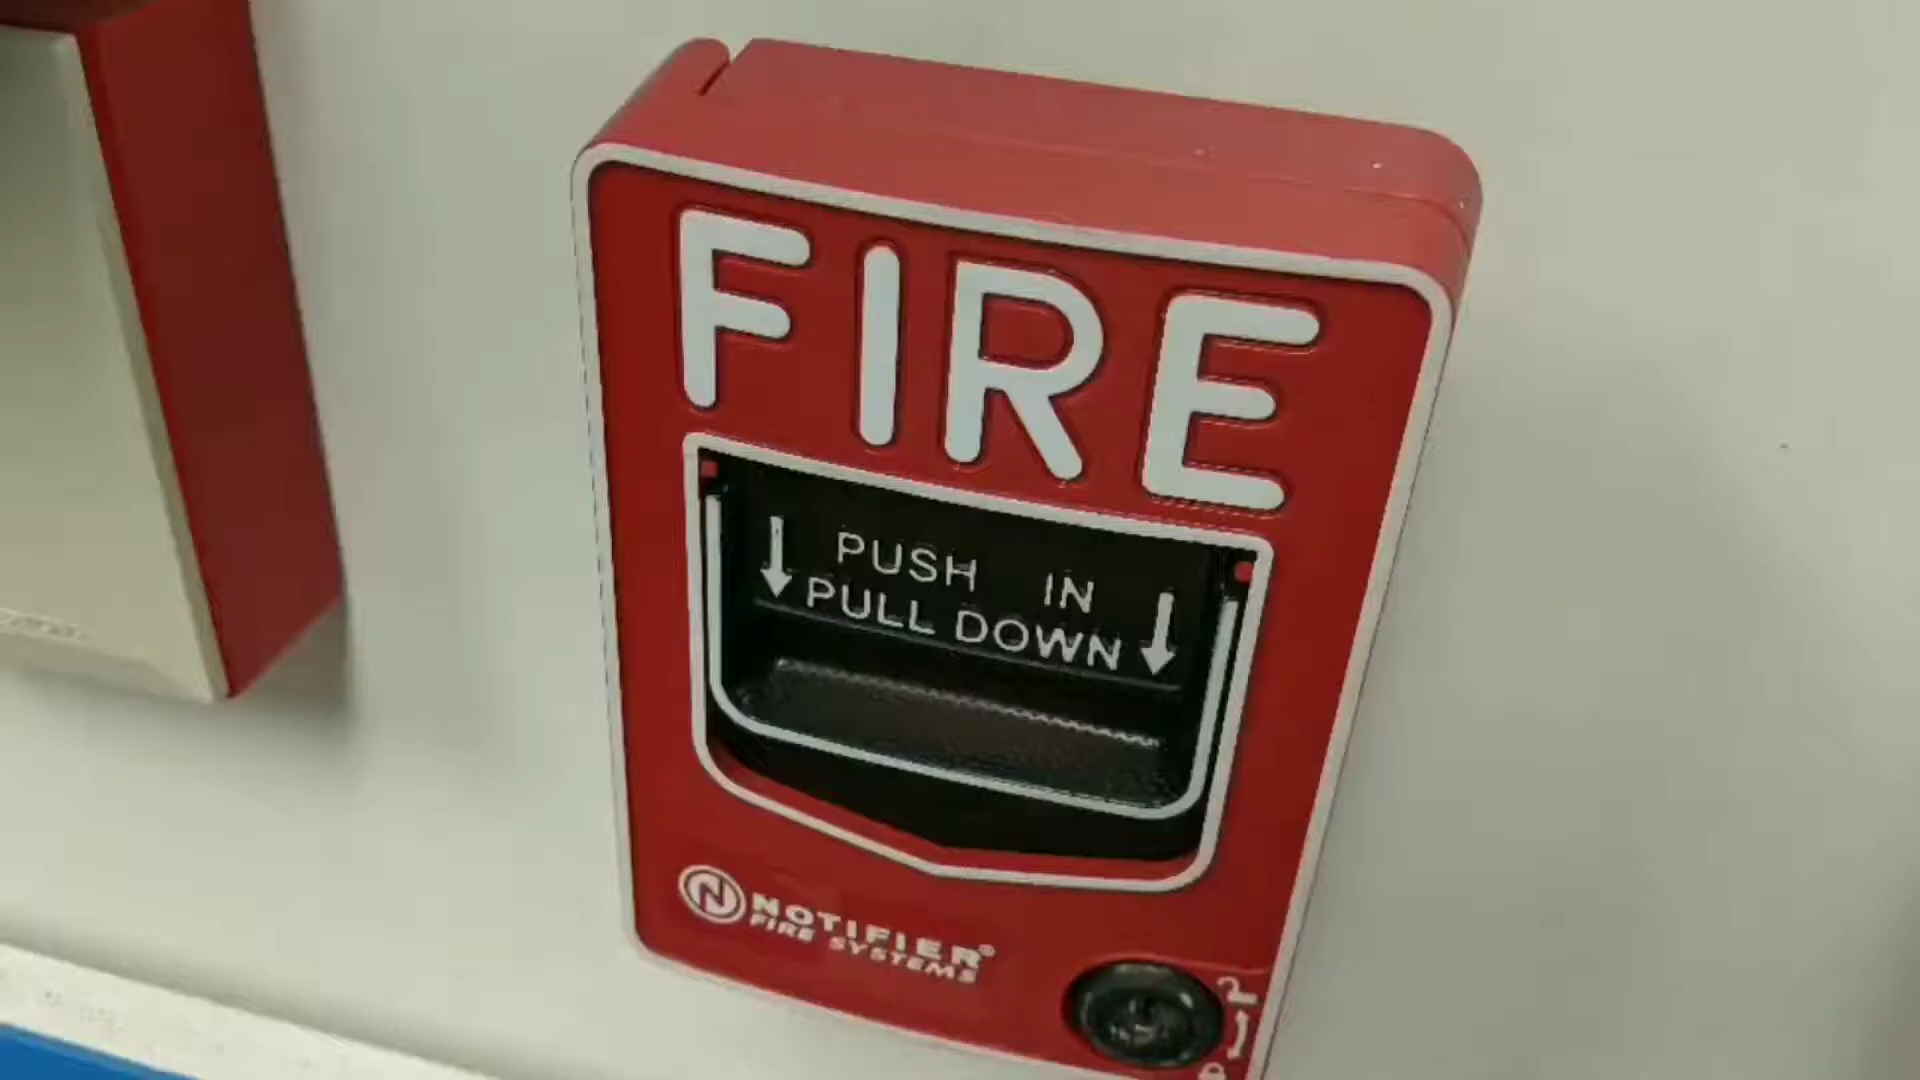 FIRE
PUSH IN
PULL DOWN
NOTIFIER®
FIRE SYSTEMS